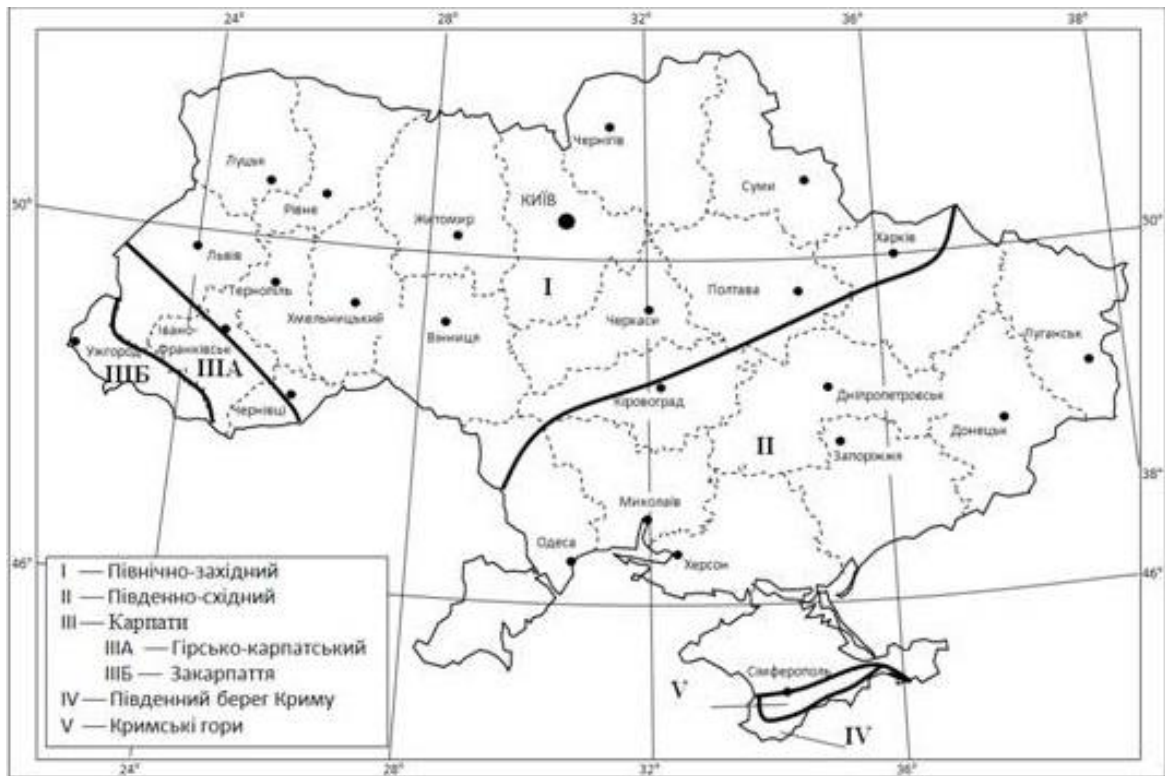 24° 28° 32° 36° 38°
Чернігів
Луцьк
Суми
50° Рівне КИЇВ 50°
Житомир
Харків
Львів
Тернопіль I Полтава
Хмельницький Черкаси
Івано- Вінниця Луганськ
Ужгород Франківськ
IIIБ IIIА
Чернівці Кіровоград Дніпропетровськ
Донецьк
II Запоріжжя
38°
Миколаїв
Одеса
46° Херсон 46°
I — Північно-західний
II — Південно-східний
III — Карпати
IIIА — Гірсько-карпатський
IIIБ — Закарпаття
IV — Південний берег Криму
V — Кримські гори
Сімферополь
V
IV
24° 28° 32° 36°